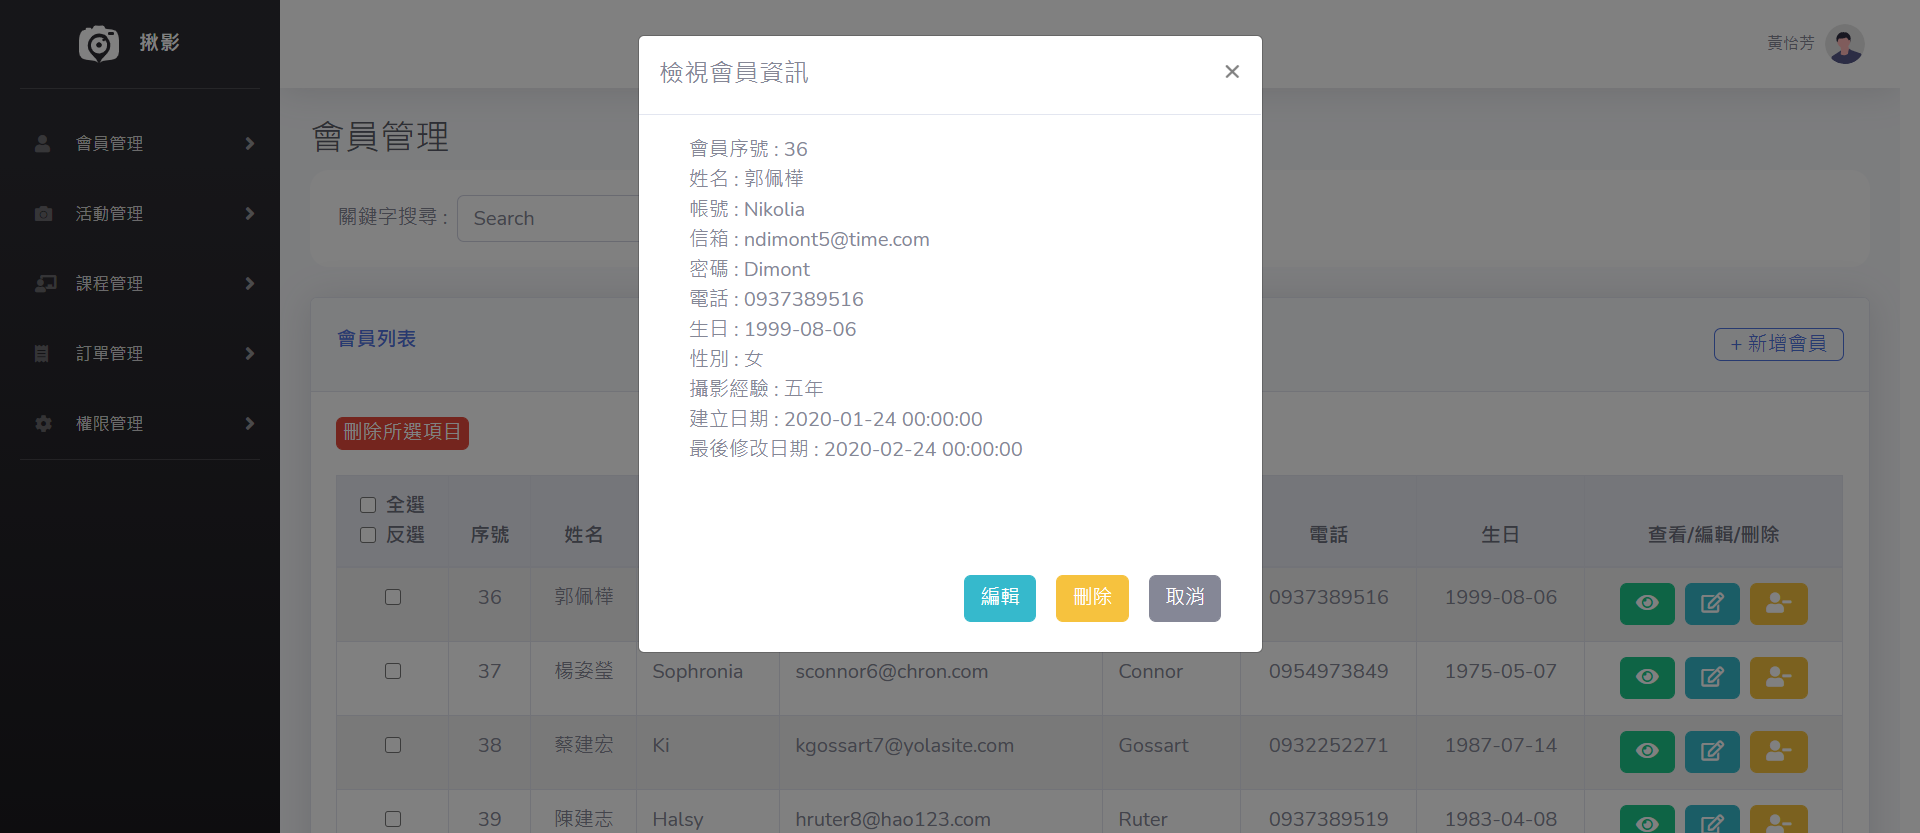 揪影
會員管理
活動管理
課程管理
訂單管理
權限管理
黃怡芳
會員管理
關鍵字搜尋 :
Search
會員列表
+ 新增會員
刪除所選項目
全選
反選
序號 姓名 電話 生日 查看/編輯/刪除
36 郭佩樺 0937389516 1999-08-06
37 楊姿瑩 Sophronia sconnor6@chron.com Connor 0954973849 1975-05-07
38 蔡建宏 Ki kgossart7@yolasite.com Gossart 0932252271 1987-07-14
39 陳建志 Halsy hruter8@hao123.com Ruter 0937389519 1983-04-08
檢視會員資訊
×
會員序號 : 36
姓名 : 郭佩樺
帳號 : Nikolia
信箱 : ndimont5@time.com
密碼 : Dimont
電話 : 0937389516
生日 : 1999-08-06
性別 : 女
攝影經驗 : 五年
建立日期 : 2020-01-24 00:00:00
最後修改日期 : 2020-02-24 00:00:00
編輯 刪除 取消